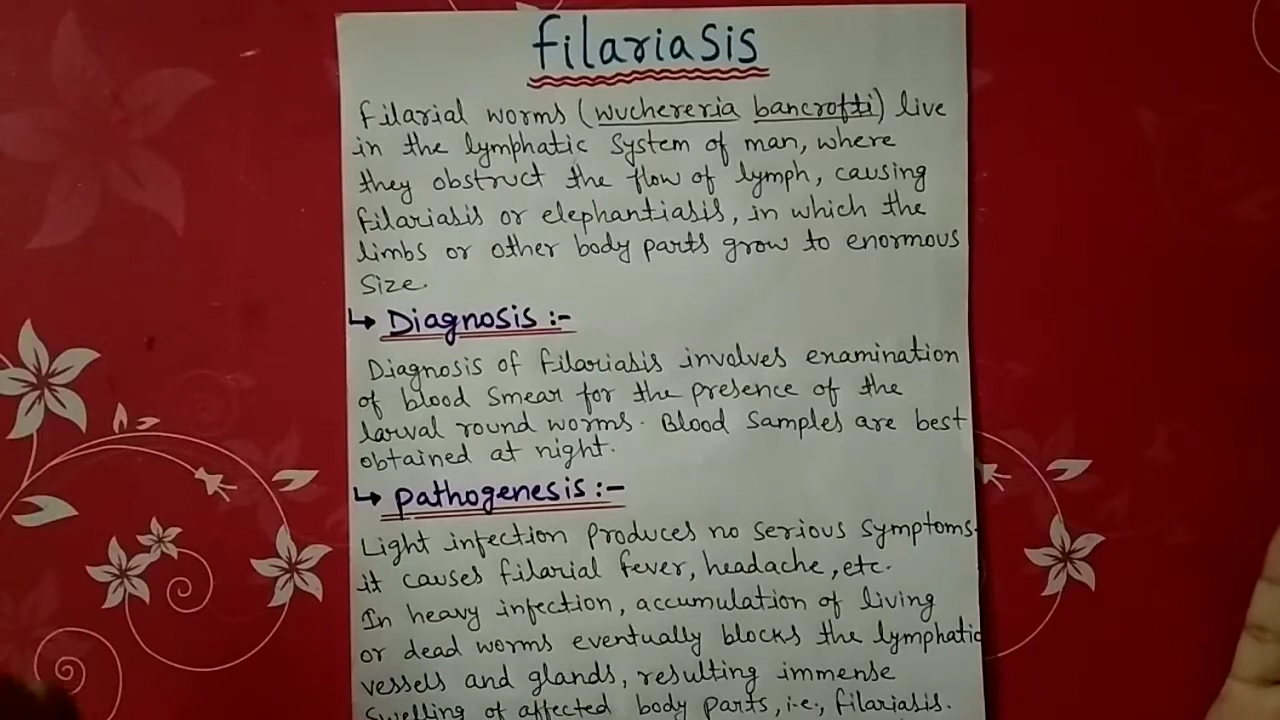 Filariasis
Filarial worms (wuchereria bancrofti) live
in the lymphatic system of man, where
they obstruct the flow of lymph, causing
filariasis or elephantiasis, in which the
limbs or other body parts grow to enormous
size.
↳ Diagnosis :-
Diagnosis of filariasis involves examination
of blood smear for the presence of the
larval round worms. Blood samples are best
obtained at night.
↳ Pathogenesis :-
Light infection produces no serious symptoms.
it causes filarial fever, headache, etc.
In heavy infection, accumulation of living
or dead worms eventually blocks the lymphatic
vessels and glands, resulting immense
swelling of affected body parts, i.e., filariasis.